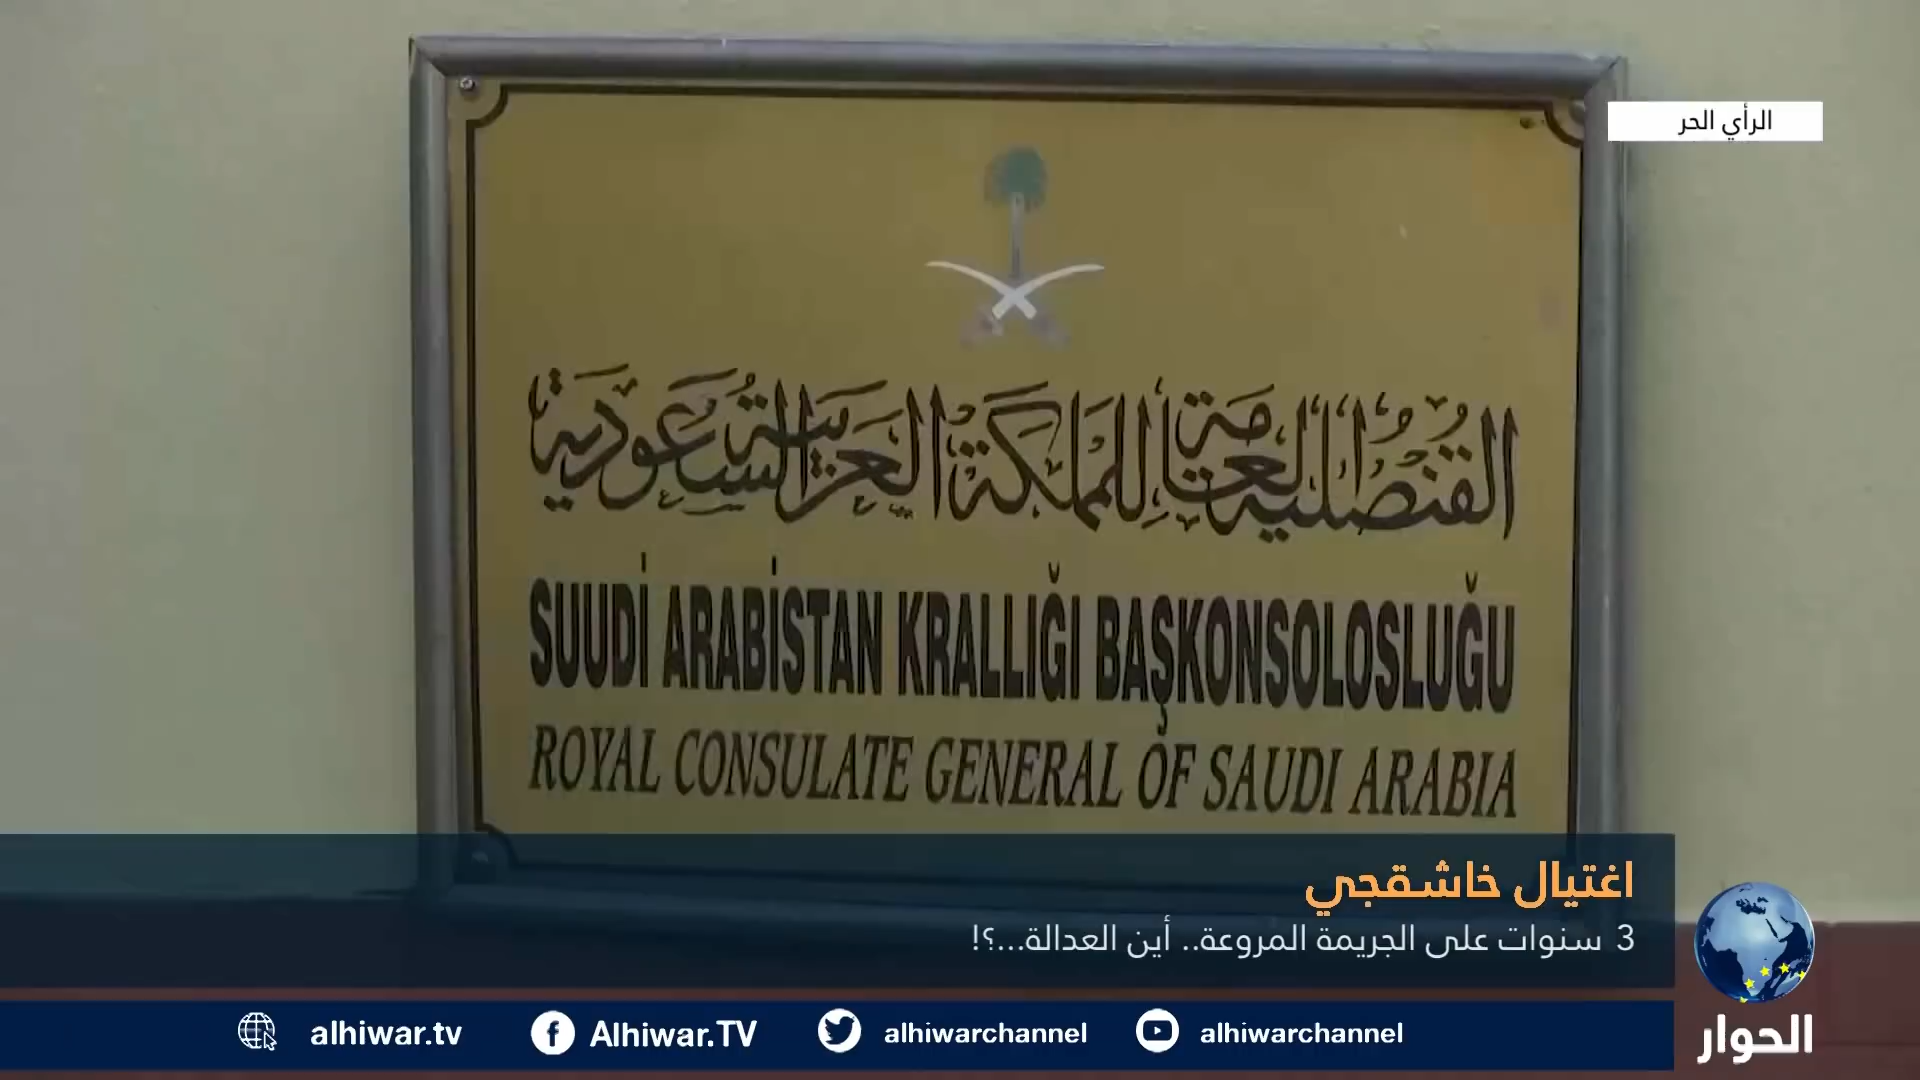 الرأي الحر
القنصلية العامة للمملكة العربية السعودية
SUUDİ ARABİSTAN KRALLIĞI BAŞKONSOLOSLUĞU
ROYAL CONSULATE GENERAL OF SAUDI ARABIA
اغتيال خاشقجي
3 سنوات على الجريمة المروعة.. أين العدالة...؟!
الحوار
alhiwar.tv
Alhiwar.TV
alhiwarchannel
alhiwarchannel